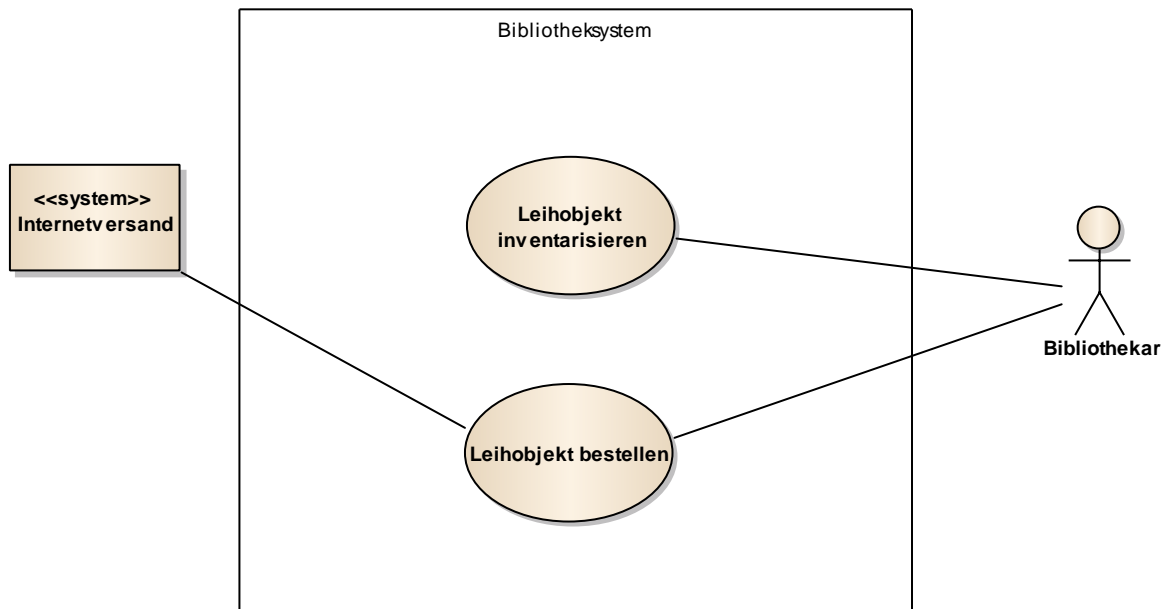 Bibliotheksystem
<<system>>
Internetversand
Leihobjekt
inventarisieren
Bibliothekar
Leihobjekt bestellen